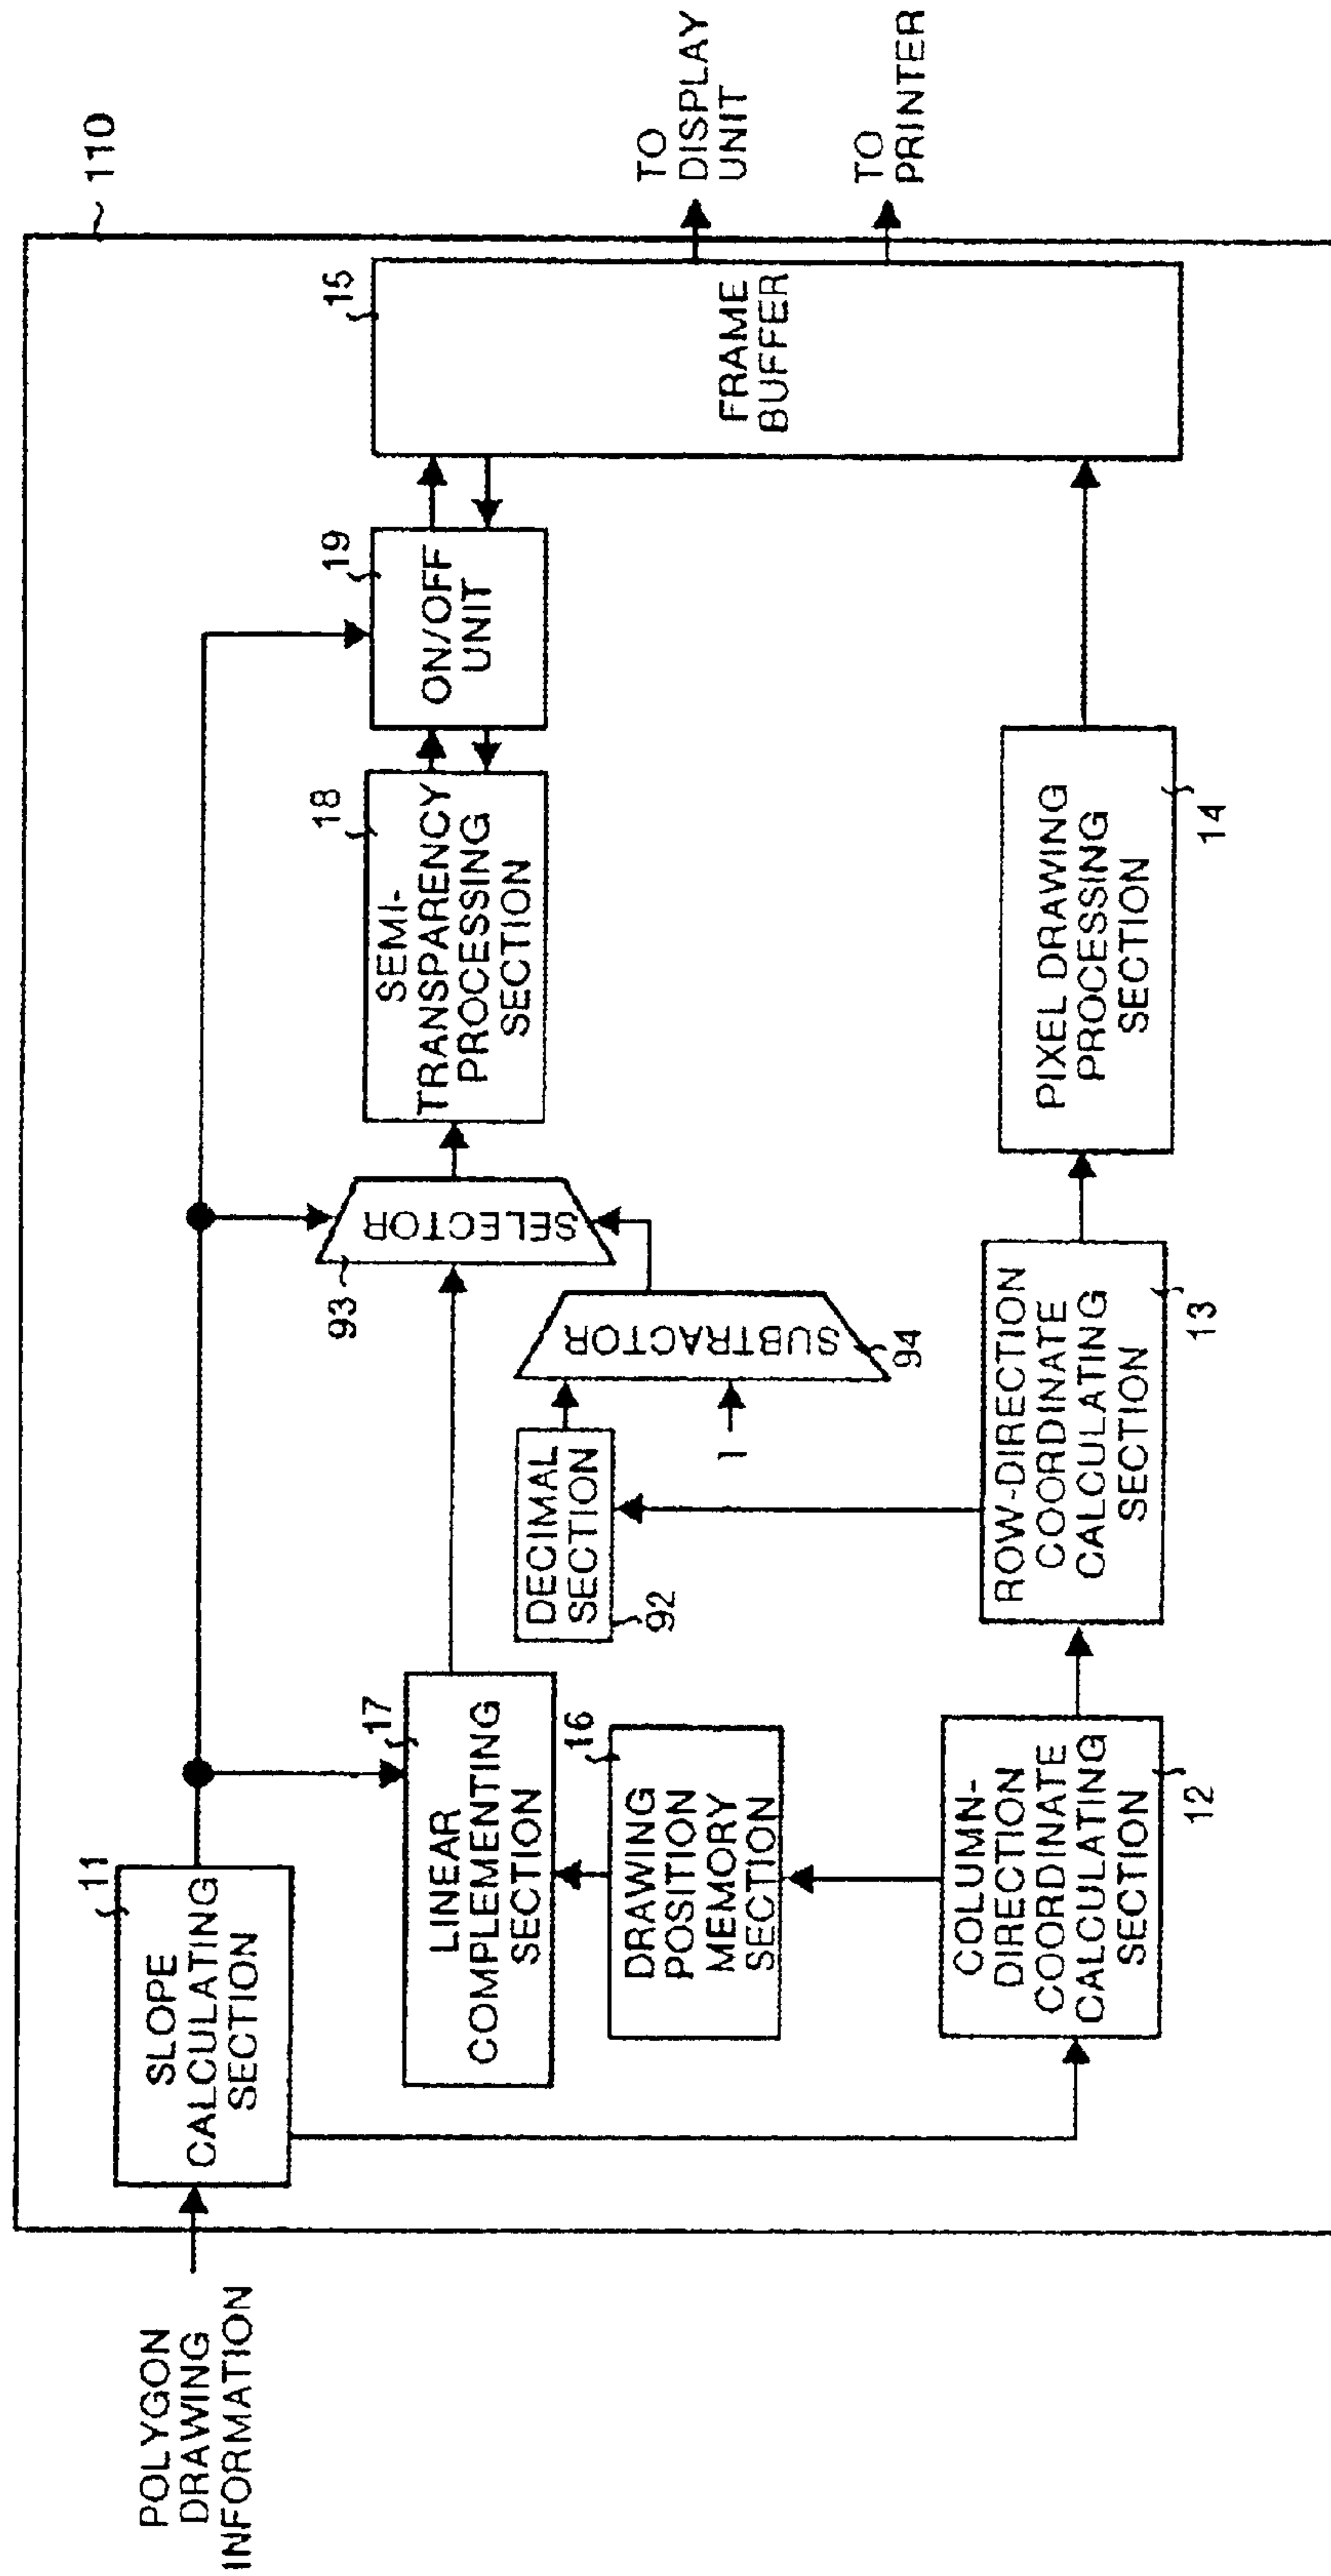 110
POLYGON
DRAWING
INFORMATION
11
SLOPE
CALCULATING
SECTION
17
LINEAR
COMPLEMENTING
SECTION
16
DRAWING
POSITION
MEMORY
SECTION
COLUMN-
DIRECTION
COORDINATE
CALCULATING
SECTION
12
DECIMAL
SECTION
92
1
SUBTRACTOR
94
93
SELECTOR
ROW-DIRECTION
COORDINATE
CALCULATING
SECTION
13
18
SEMI-
TRANSPARENCY
PROCESSING
SECTION
19
ON/OFF
UNIT
PIXEL DRAWING
PROCESSING
SECTION
14
15
FRAME
BUFFER
TO
DISPLAY
UNIT
TO
PRINTER